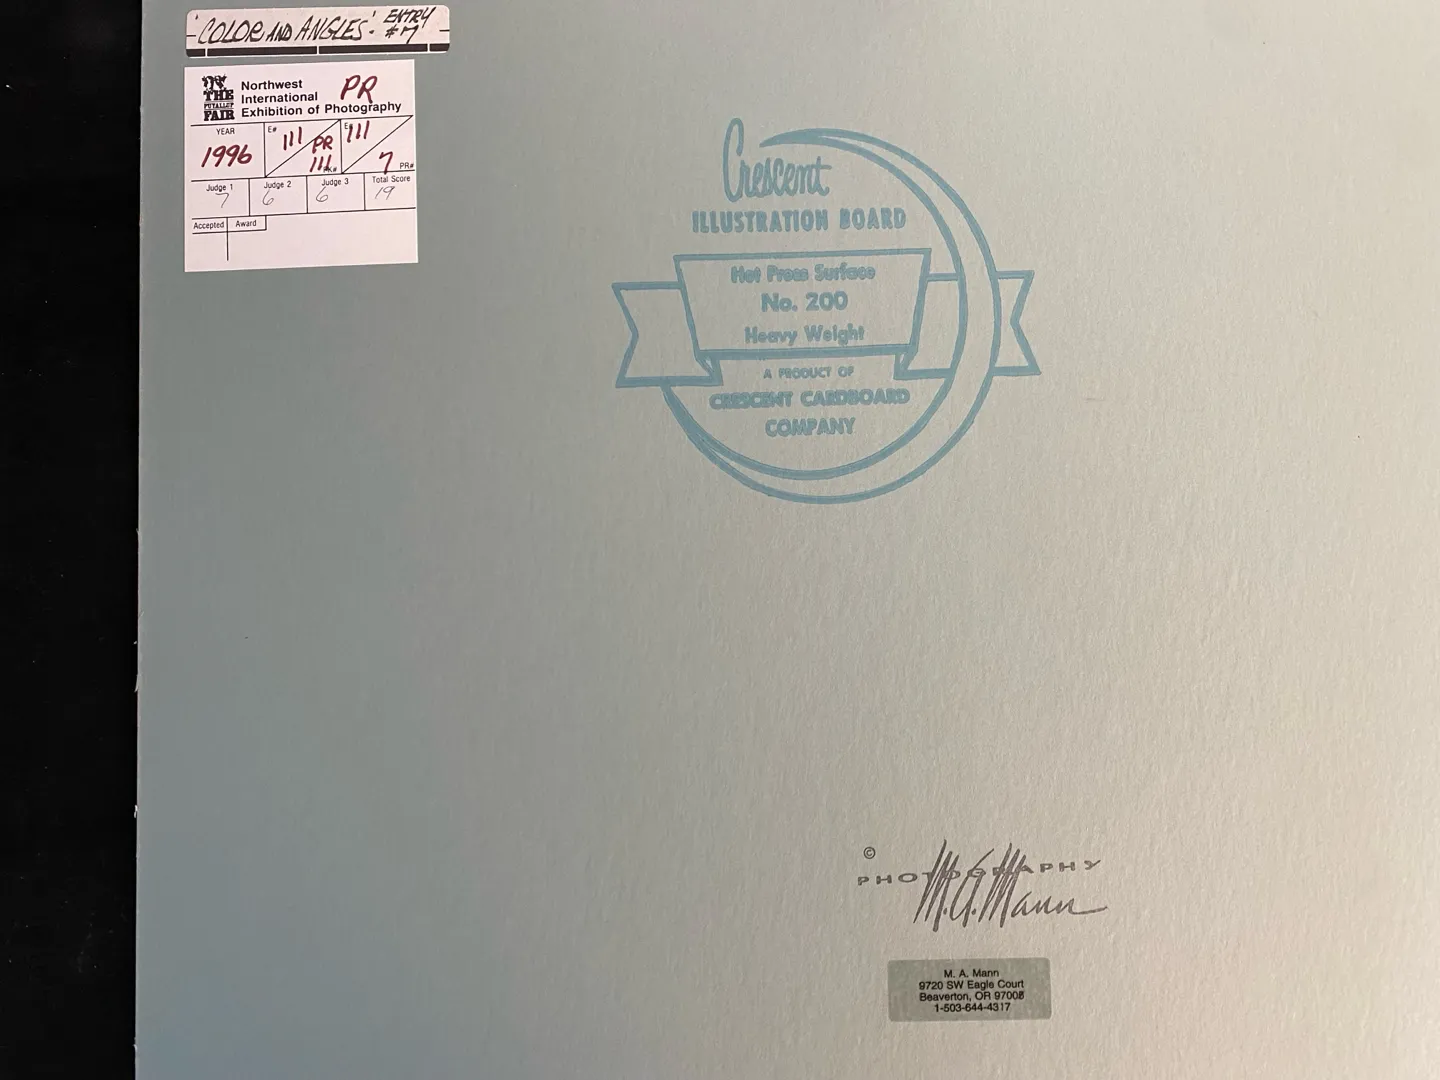 'COLOR AND ANGLES' - ENTRY #7
THE PUYALLUP FAIR
Northwest International Exhibition of Photography
PR
YEAR
1996
E#
111
PR
111
PR#
E#
111
7
PR#
Judge 1
7
Judge 2
6
Judge 3
6
Total Score
19
Accepted
Award
Crescent
ILLUSTRATION BOARD
Hot Press Surface
No. 200
Heavy Weight
A PRODUCT OF
CRESCENT CARDBOARD
COMPANY
©
PHOTOGRAPHY
M.A. Mann
M. A. Mann
9720 SW Eagle Court
Beaverton, OR 97008
1-503-644-4317